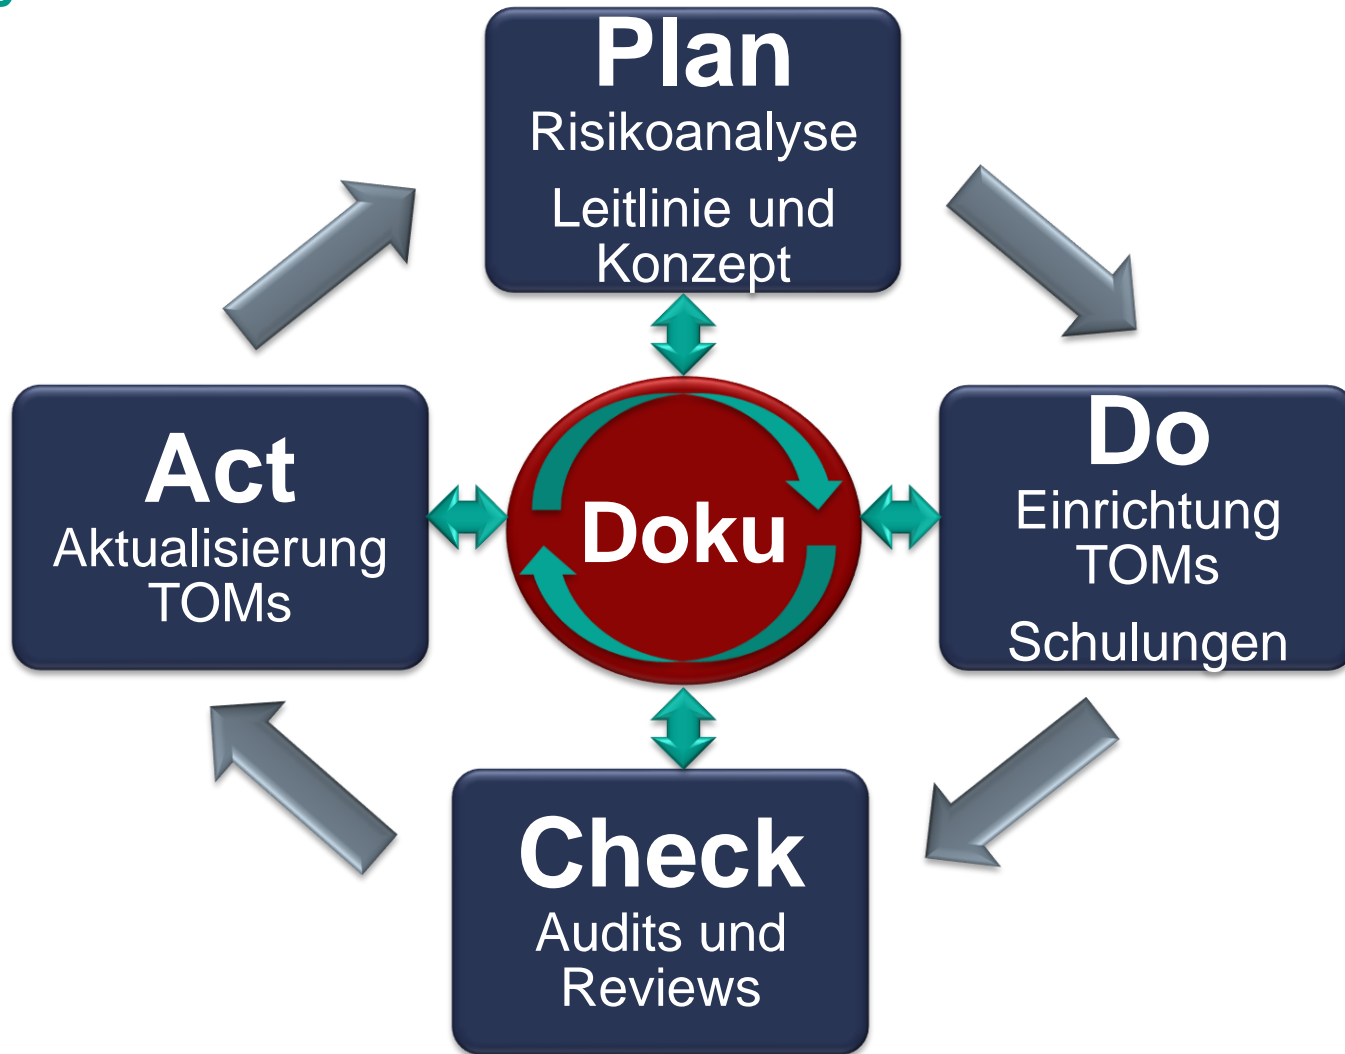 Plan
Risikoanalyse
Leitlinie und
Konzept
Act
Aktualisierung
TOMs
Doku
Do
Einrichtung
TOMs
Schulungen
Check
Audits und
Reviews